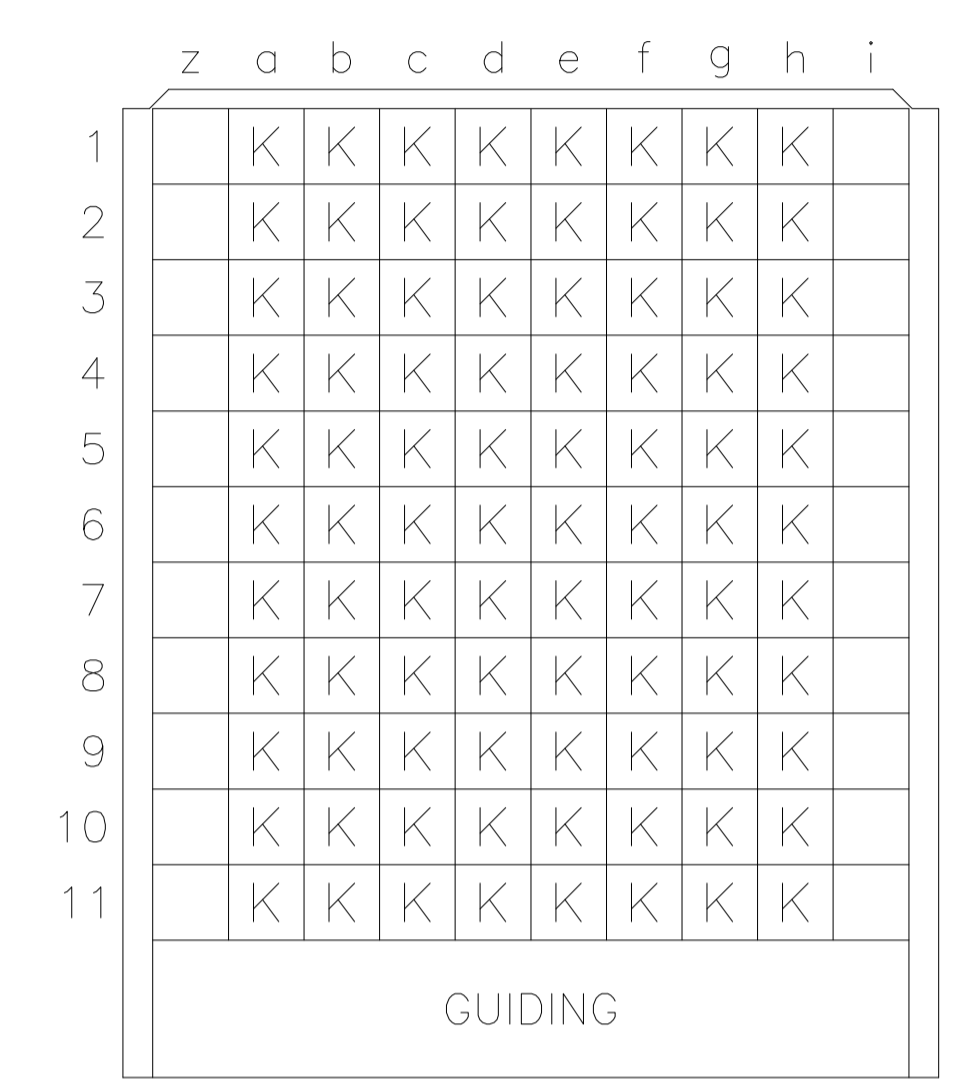 z a b c d e f g h i
1 K K K K K K K K
2 K K K K K K K K
3 K K K K K K K K
4 K K K K K K K K
5 K K K K K K K K
6 K K K K K K K K
7 K K K K K K K K
8 K K K K K K K K
9 K K K K K K K K
10 K K K K K K K K
11 K K K K K K K K
GUIDING